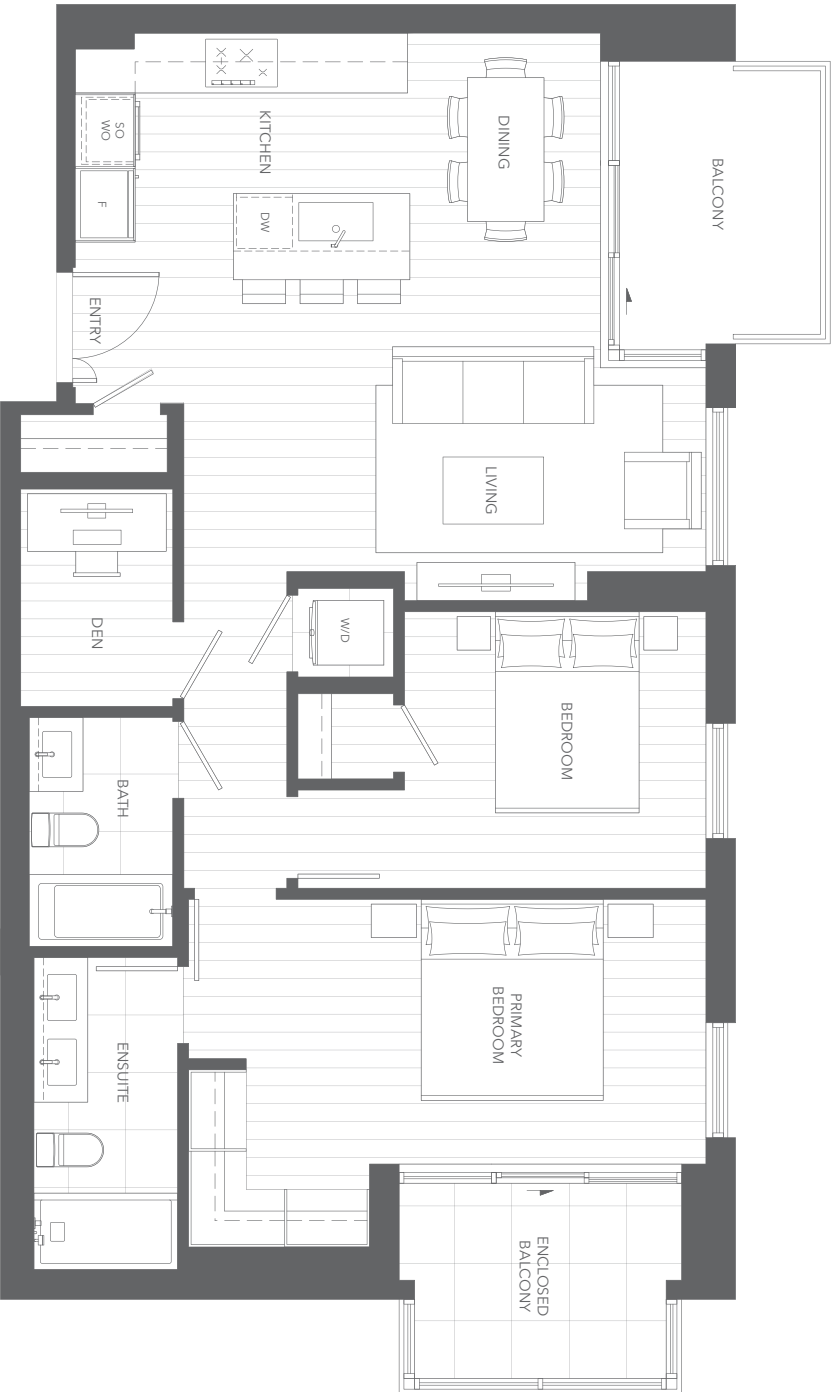 KITCHEN
DINING
BALCONY
SO
WO
F
DW
ENTRY
LIVING
DEN
W/D
BEDROOM
BATH
PRIMARY
BEDROOM
ENSUITE
ENCLOSED
BALCONY